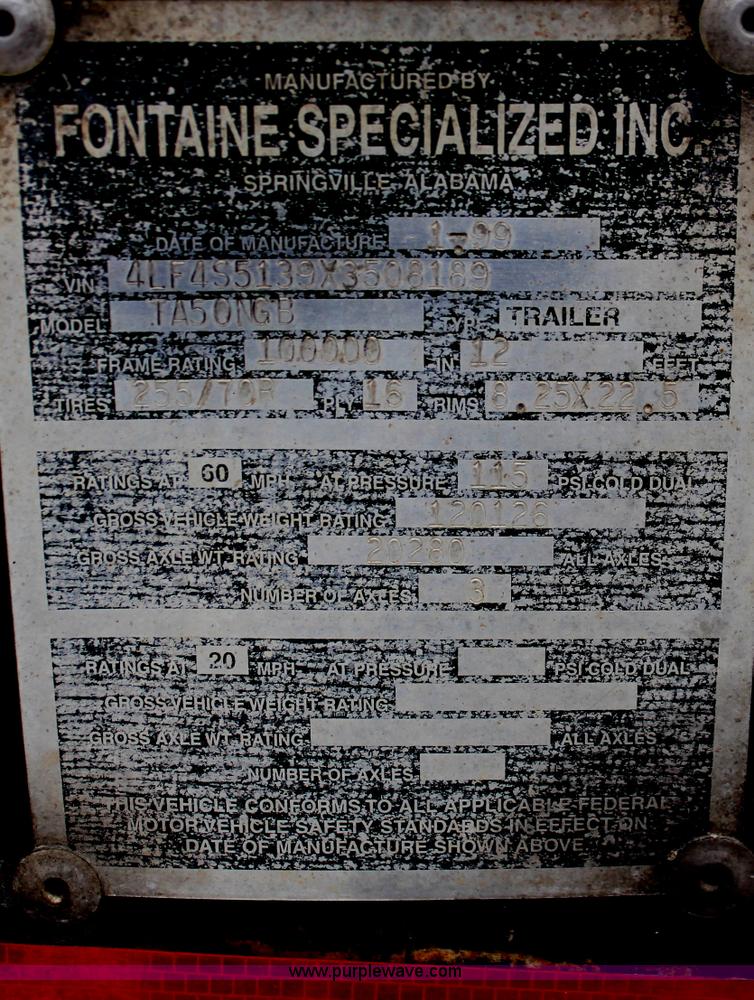 MANUFACTURED BY
FONTAINE SPECIALIZED INC.
SPRINGVILLE, ALABAMA
DATE OF MANUFACTURE 1-99
VIN 4LF4S5139X3508189
MODEL TA50NGB TYPE TRAILER
FRAME RATING 100000 IN 12 FEET
TIRES 255/70R PLY 16 RIMS 8.25X22.5
RATINGS AT 60 MPH AT PRESSURE 115 PSI COLD DUAL
GROSS VEHICLE WEIGHT RATING 120126
GROSS AXLE WT. RATING 20280 ALL AXLES
NUMBER OF AXLES 3
RATINGS AT 20 MPH AT PRESSURE PSI COLD DUAL
GROSS VEHICLE WEIGHT RATING
GROSS AXLE WT. RATING ALL AXLES
NUMBER OF AXLES
THIS VEHICLE CONFORMS TO ALL APPLICABLE FEDERAL
MOTOR VEHICLE SAFETY STANDARDS IN EFFECT ON
DATE OF MANUFACTURE SHOWN ABOVE
www.purplewave.com